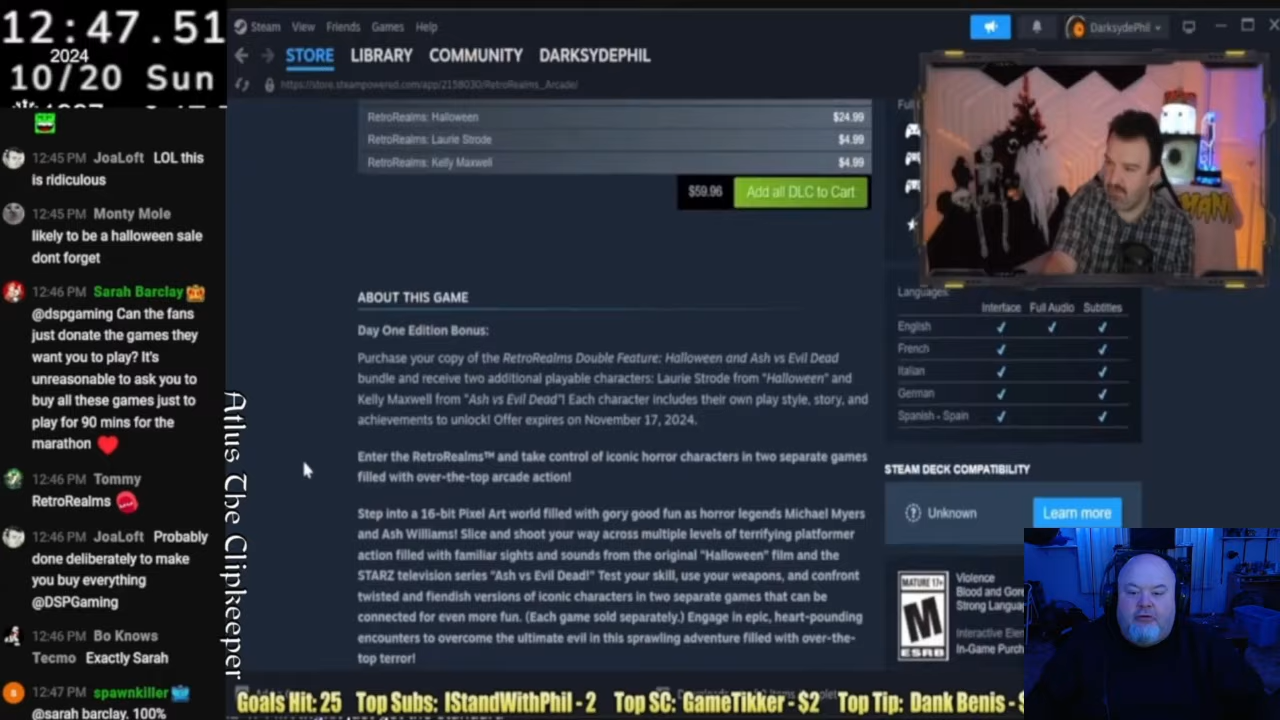 12:47.51
2024
10/20 Sun
12:45 PM JoaLoft LOL this
is ridiculous
12:45 PM Monty Mole
likely to be a halloween sale
dont forget
12:46 PM Sarah Barclay
@dspgaming Can the fans
just donate the games they
want you to play? It's
unreasonable to ask you to
buy all these games just to
play for 90 mins for the
marathon
12:46 PM Tommy
RetroRealms
12:46 PM JoaLoft Probably
done deliberately to make
you buy everything
@DSPGaming
12:46 PM Bo Knows
Tecmo Exactly Sarah
12:47 PM spawnkiller
@sarah barclay. 100%
Atlus The Clipkeeper
Steam View Friends Games Help
DarksydePhil
STORE LIBRARY COMMUNITY DARKSYDEPHIL
https://store.steampowered.com/app/2158030/RetroRealms_Arcade/
RetroRealms: Halloween $24.99
RetroRealms: Laurie Strode $4.99
RetroRealms: Kelly Maxwell $4.99
$59.96 Add all DLC to Cart
ABOUT THIS GAME
Day One Edition Bonus:
Purchase your copy of the RetroRealms Double Feature: Halloween and Ash vs Evil Dead
bundle and receive two additional playable characters: Laurie Strode from "Halloween" and
Kelly Maxwell from "Ash vs Evil Dead"! Each character includes their own play style, story, and
achievements to unlock! Offer expires on November 17, 2024.
Enter the RetroRealms™ and take control of iconic horror characters in two separate games
filled with over-the-top arcade action!
Step into a 16-bit Pixel Art world filled with gory good fun as horror legends Michael Myers
and Ash Williams! Slice and shoot your way across multiple levels of terrifying platformer
action filled with familiar sights and sounds from the original "Halloween" film and the
STARZ television series "Ash vs Evil Dead!" Test your skill, use your weapons, and confront
twisted and fiendish versions of iconic characters in two separate games that can be
connected for even more fun. (Each game sold separately.) Engage in epic, heart-pounding
encounters to overcome the ultimate evil in this sprawling adventure filled with over-the-
top terror!
Languages:
Interface Full Audio Subtitles
English ✓ ✓ ✓
French ✓ ✓
Italian ✓ ✓
German ✓ ✓
Spanish - Spain ✓ ✓
STEAM DECK COMPATIBILITY
Unknown Learn more
MATURE 17+
M
ESRB
Violence
Blood and Gore
Strong Langua
Interactive Elen
In-Game Purch
Goals Hit: 25 Top Subs: IStandWithPhil - 2 Top SC: GameTikker - $2 Top Tip: Dank Benis - $